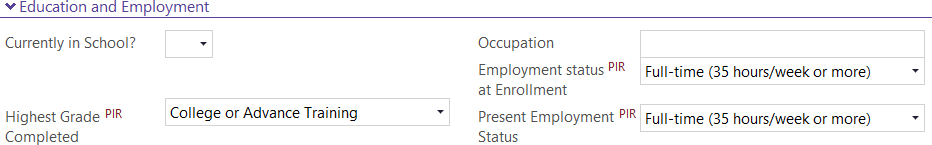 Education and Employment
Currently in School?
Occupation
Employment status PIR
at Enrollment
Full-time (35 hours/week or more)
Highest Grade PIR
Completed
College or Advance Training
Present Employment PIR
Status
Full-time (35 hours/week or more)